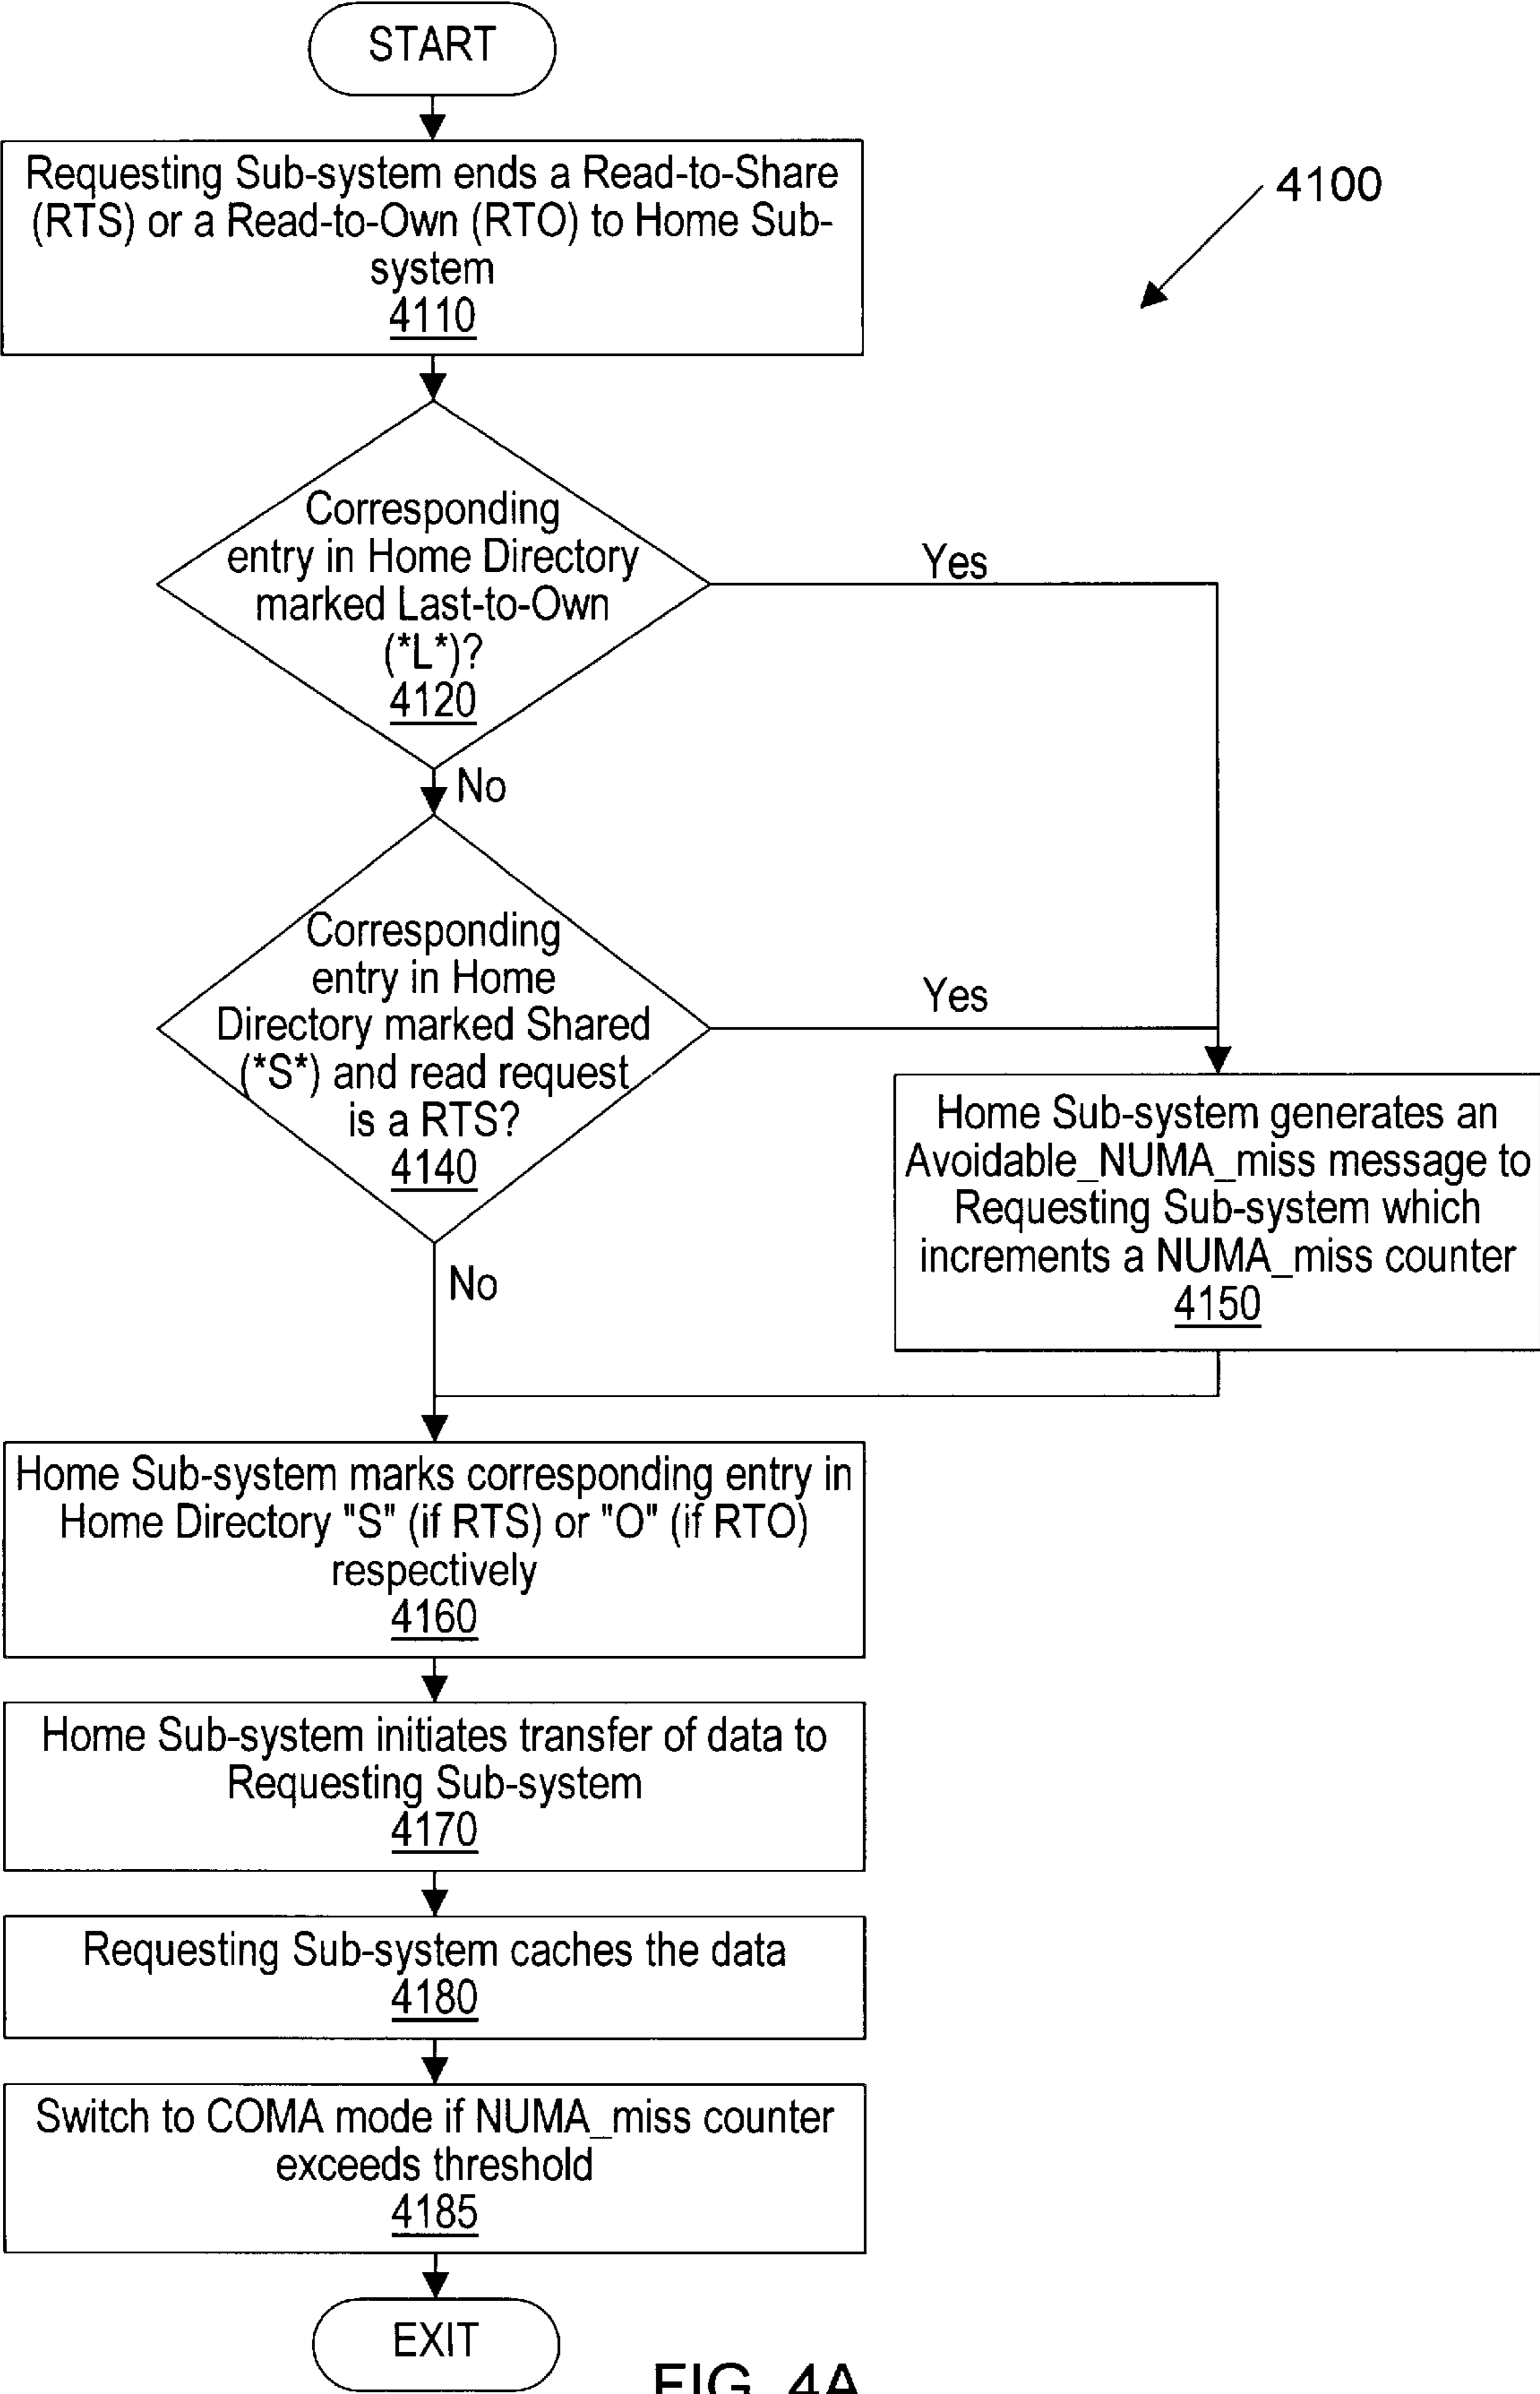 START
4100
Requesting Sub-system ends a Read-to-Share
(RTS) or a Read-to-Own (RTO) to Home Sub-
system
4110
Corresponding
entry in Home Directory
marked Last-to-Own
(*L*)?
4120
Yes
No
Corresponding
entry in Home
Directory marked Shared
(*S*) and read request
is a RTS?
4140
Yes
No
Home Sub-system generates an
Avoidable_NUMA_miss message to
Requesting Sub-system which
increments a NUMA_miss counter
4150
Home Sub-system marks corresponding entry in
Home Directory "S" (if RTS) or "O" (if RTO)
respectively
4160
Home Sub-system initiates transfer of data to
Requesting Sub-system
4170
Requesting Sub-system caches the data
4180
Switch to COMA mode if NUMA_miss counter
exceeds threshold
4185
EXIT
FIG. 4A